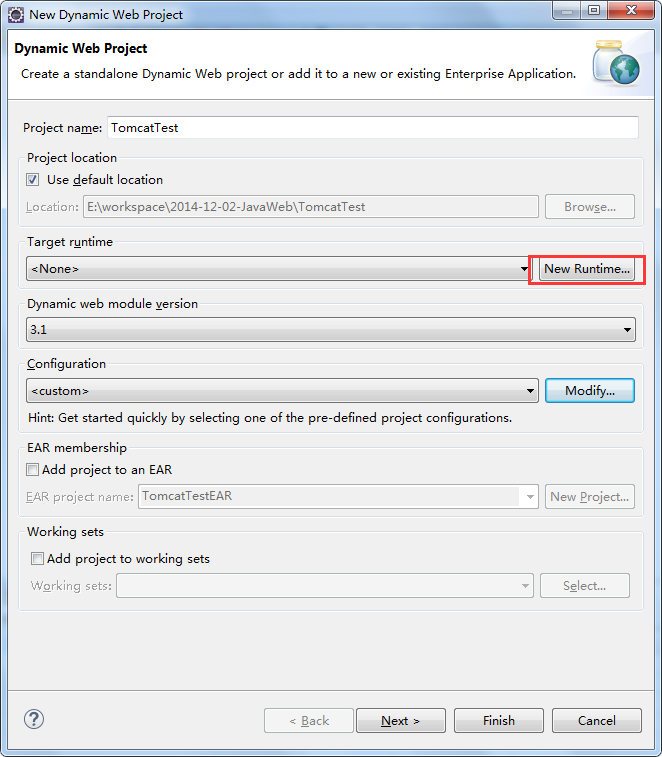 New Dynamic Web Project
Dynamic Web Project
Create a standalone Dynamic Web project or add it to a new or existing Enterprise Application.
Project name: TomcatTest
Project location
Use default location
Location: E:\workspace\2014-12-02-JavaWeb\TomcatTest Browse...
Target runtime
<None> New Runtime...
Dynamic web module version
3.1
Configuration
<custom> Modify...
Hint: Get started quickly by selecting one of the pre-defined project configurations.
EAR membership
Add project to an EAR
EAR project name: TomcatTestEAR New Project...
Working sets
Add project to working sets
Working sets: Select...
< Back Next > Finish Cancel